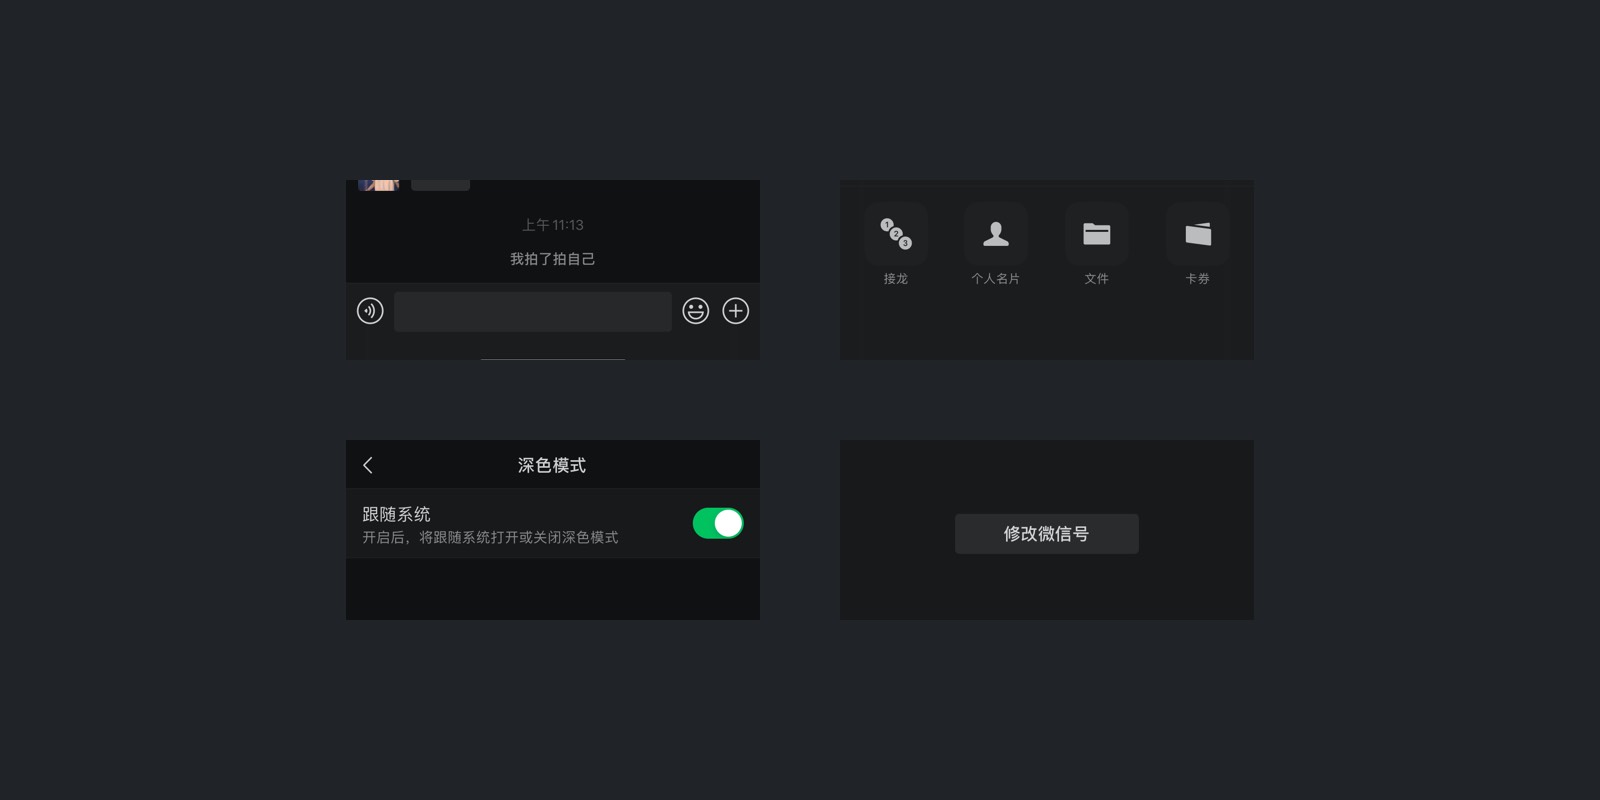 上午 11:13
我拍了拍自己
1
2
3
接龙
个人名片
文件
卡券
深色模式
跟随系统
开启后，将跟随系统打开或关闭深色模式
修改微信号